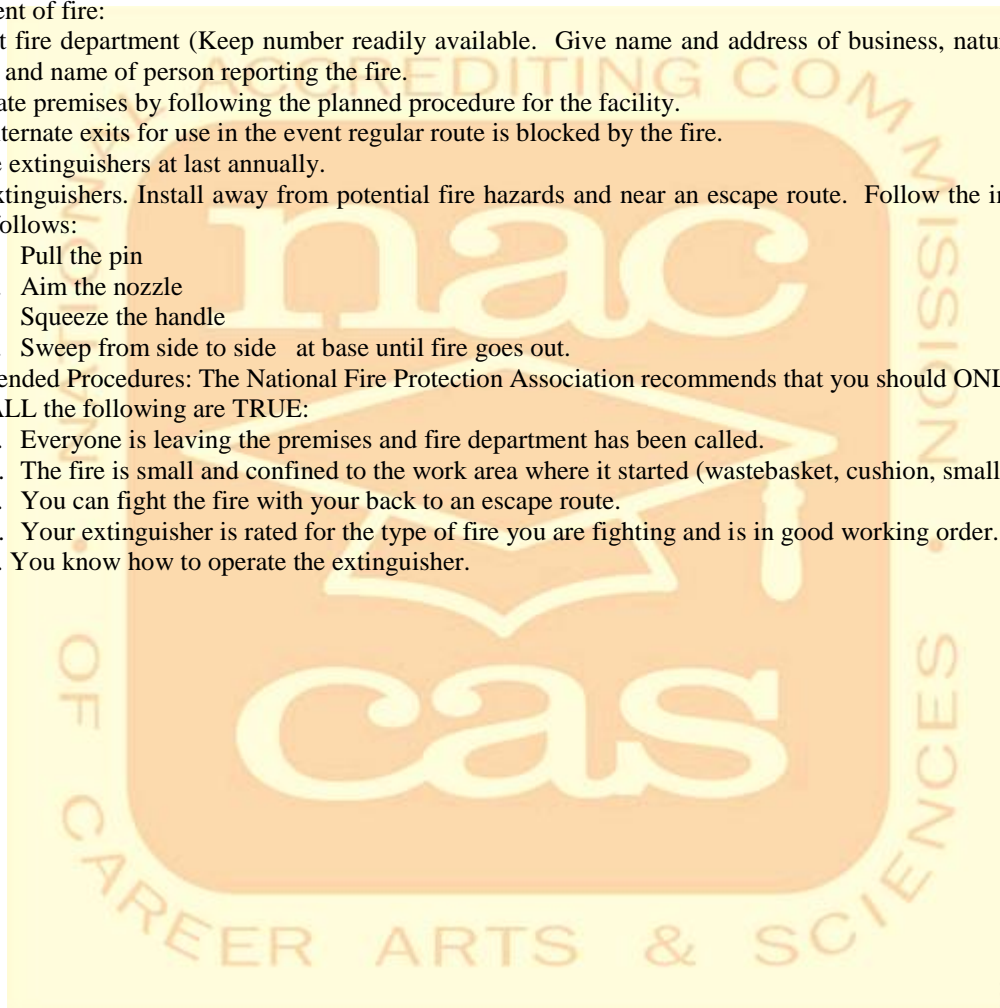 ent of fire:
t fire department (Keep number readily available. Give name and address of business, natu
and name of person reporting the fire.
ate premises by following the planned procedure for the facility.
lternate exits for use in the event regular route is blocked by the fire.
e extinguishers at last annually.
xtinguishers. Install away from potential fire hazards and near an escape route. Follow the in
ollows:
Pull the pin
. Aim the nozzle
Squeeze the handle
. Sweep from side to side at base until fire goes out.
ended Procedures: The National Fire Protection Association recommends that you should ONL
ALL the following are TRUE:
. Everyone is leaving the premises and fire department has been called.
. The fire is small and confined to the work area where it started (wastebasket, cushion, small
. You can fight the fire with your back to an escape route.
. Your extinguisher is rated for the type of fire you are fighting and is in good working order.
. You know how to operate the extinguisher.
NATIONAL ACCREDITING COMMISSION
nac
cas
OF CAREER ARTS & SCIENCES